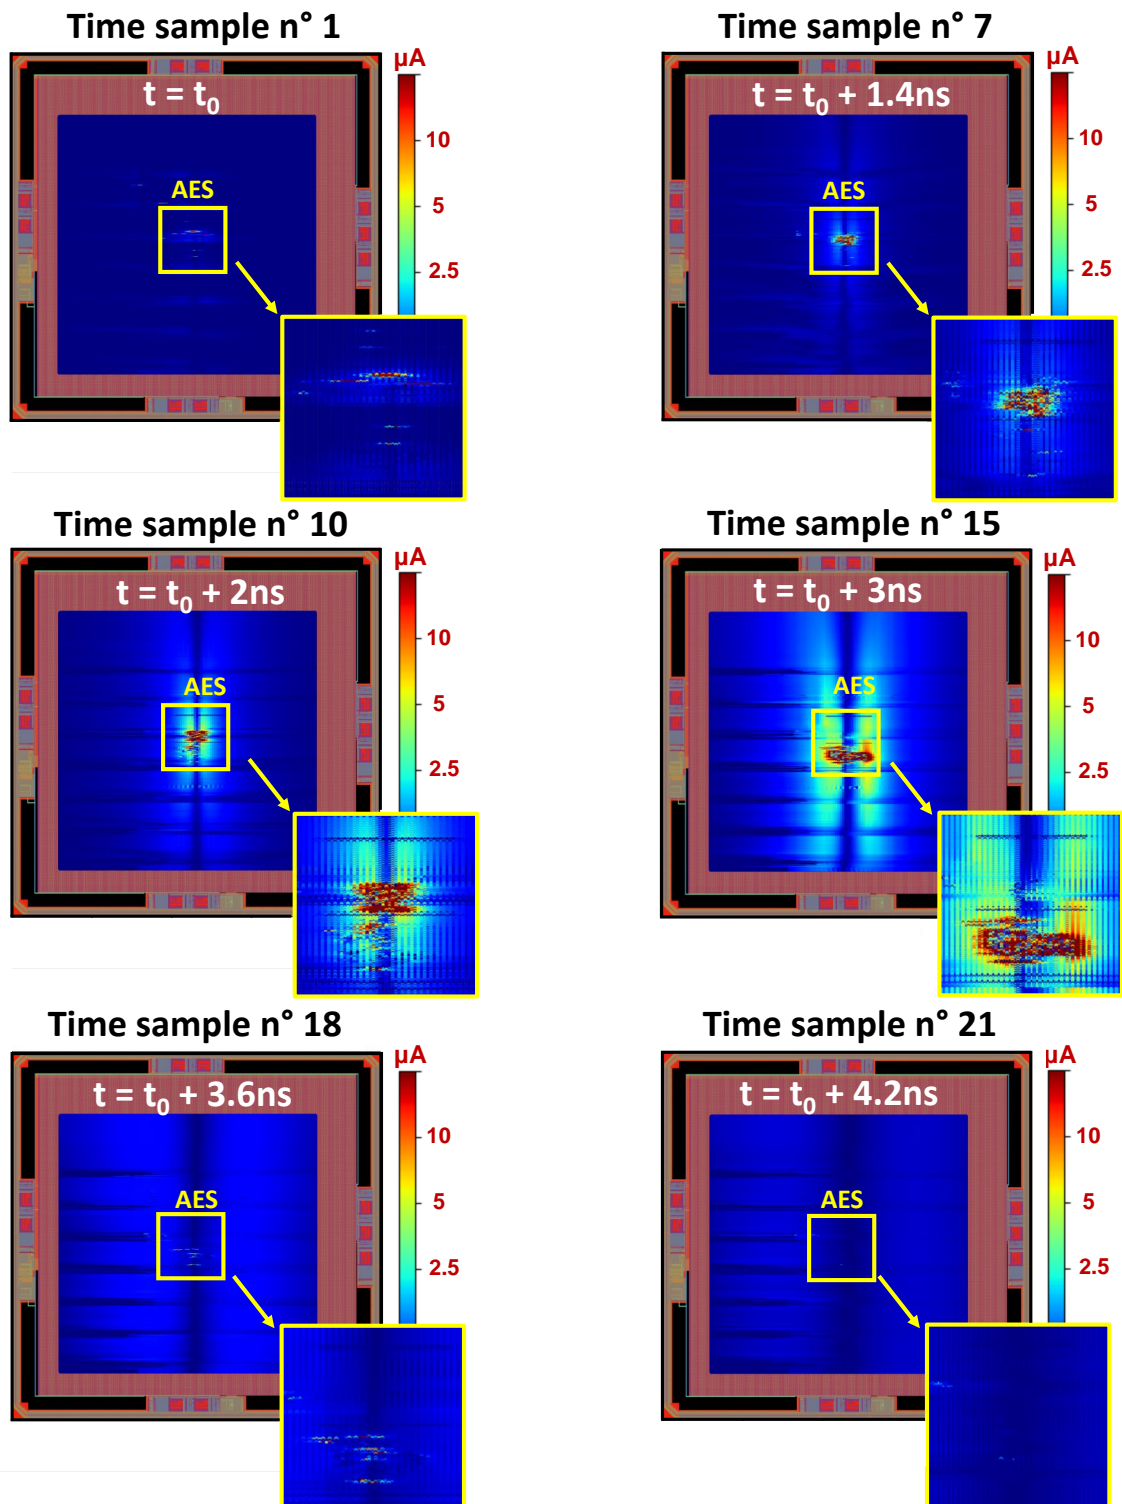 Time sample n° 1
µA
t = t₀
10
AES
5
2.5
Time sample n° 7
µA
t = t₀ + 1.4ns
10
AES
5
2.5
Time sample n° 10
µA
t = t₀ + 2ns
10
AES
5
2.5
Time sample n° 15
µA
t = t₀ + 3ns
10
AES
5
2.5
Time sample n° 18
µA
t = t₀ + 3.6ns
10
AES
5
2.5
Time sample n° 21
µA
t = t₀ + 4.2ns
10
AES
5
2.5